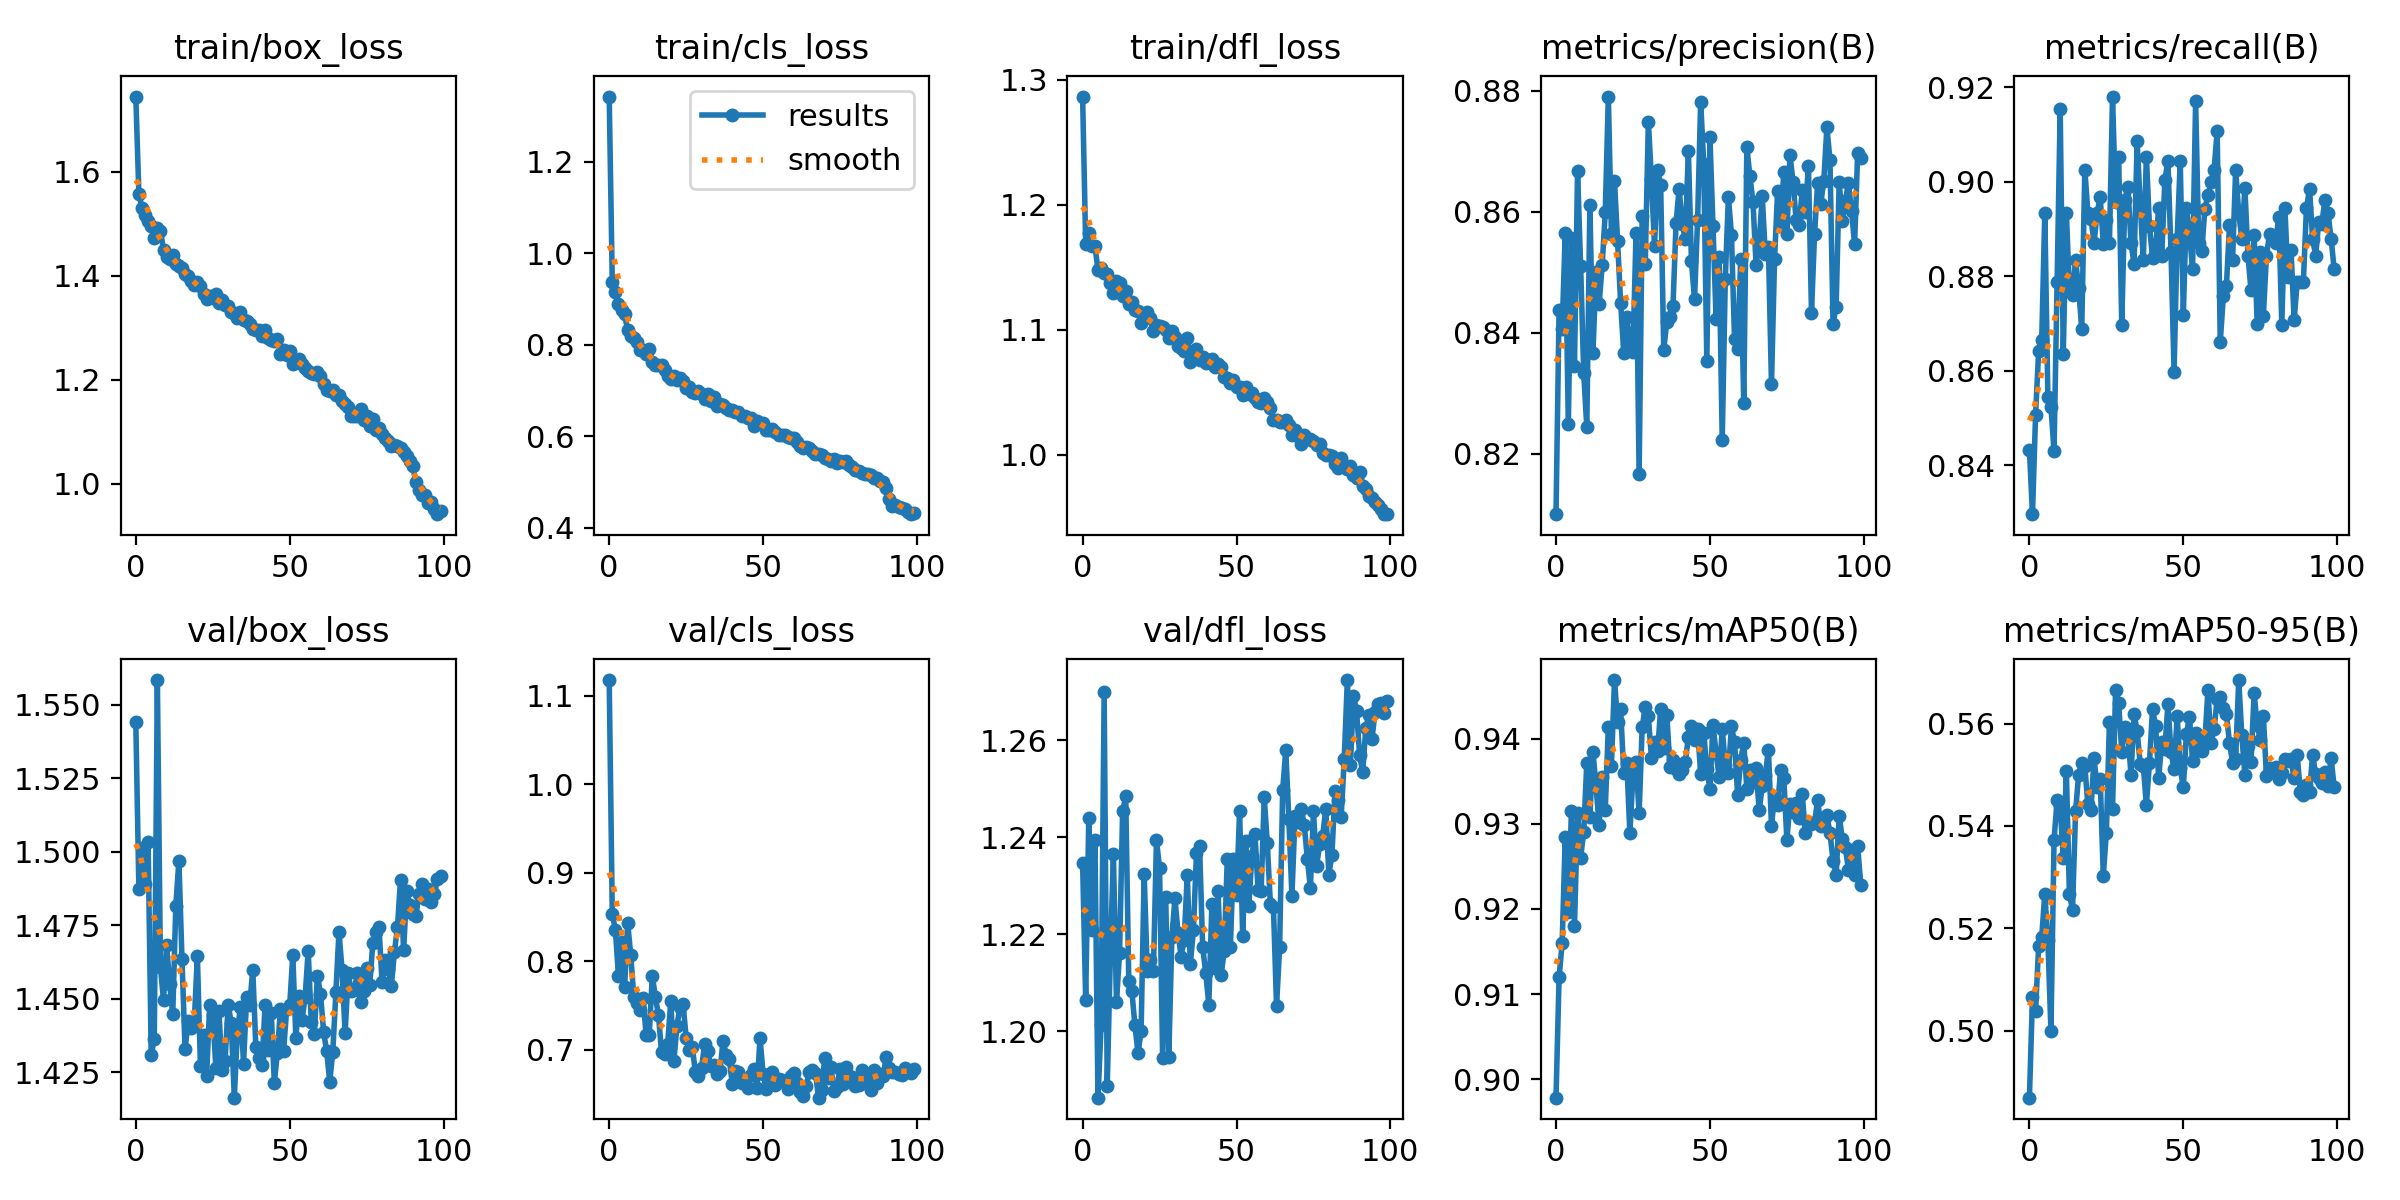 train/box_loss
1.6
1.4
1.2
1.0
0 50 100
train/cls_loss
results
smooth
1.2
1.0
0.8
0.6
0.4
0 50 100
train/dfl_loss
1.3
1.2
1.1
1.0
0 50 100
metrics/precision(B)
0.88
0.86
0.84
0.82
0 50 100
metrics/recall(B)
0.92
0.90
0.88
0.86
0.84
0 50 100
val/box_loss
1.550
1.525
1.500
1.475
1.450
1.425
0 50 100
val/cls_loss
1.1
1.0
0.9
0.8
0.7
0 50 100
val/dfl_loss
1.26
1.24
1.22
1.20
0 50 100
metrics/mAP50(B)
0.94
0.93
0.92
0.91
0.90
0 50 100
metrics/mAP50-95(B)
0.56
0.54
0.52
0.50
0 50 100